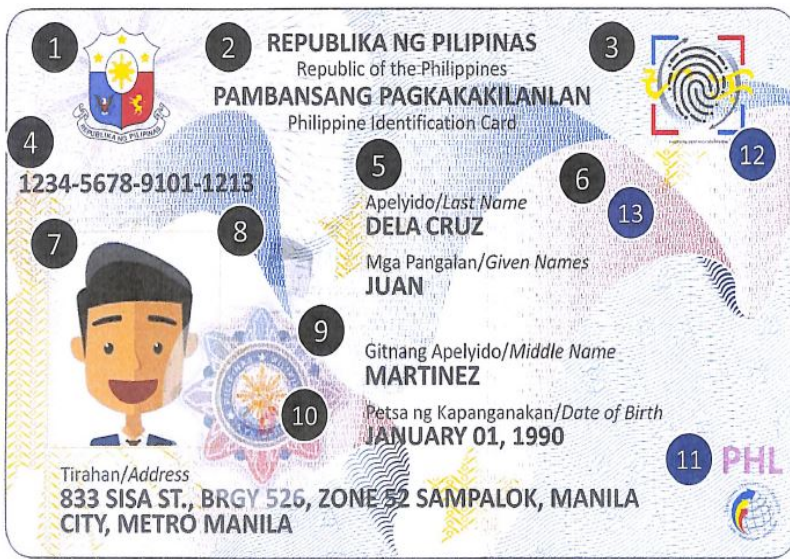 1
2
REPUBLIKA NG PILIPINAS
3
Republic of the Philippines
PAMBANSANG PAGKAKAKILANLAN
Philippine Identification Card
REPUBLIKA NG PILIPINAS
4
1234-5678-9101-1213
5
6
12
13
Apelyido/Last Name
DELA CRUZ
7
8
Mga Pangalan/Given Names
JUAN
9
Gitnang Apelyido/Middle Name
MARTINEZ
10
Petsa ng Kapanganakan/Date of Birth
JANUARY 01, 1990
11
PHL
Tirahan/Address
833 SISA ST., BRGY 526, ZONE 52 SAMPALOK, MANILA
CITY, METRO MANILA